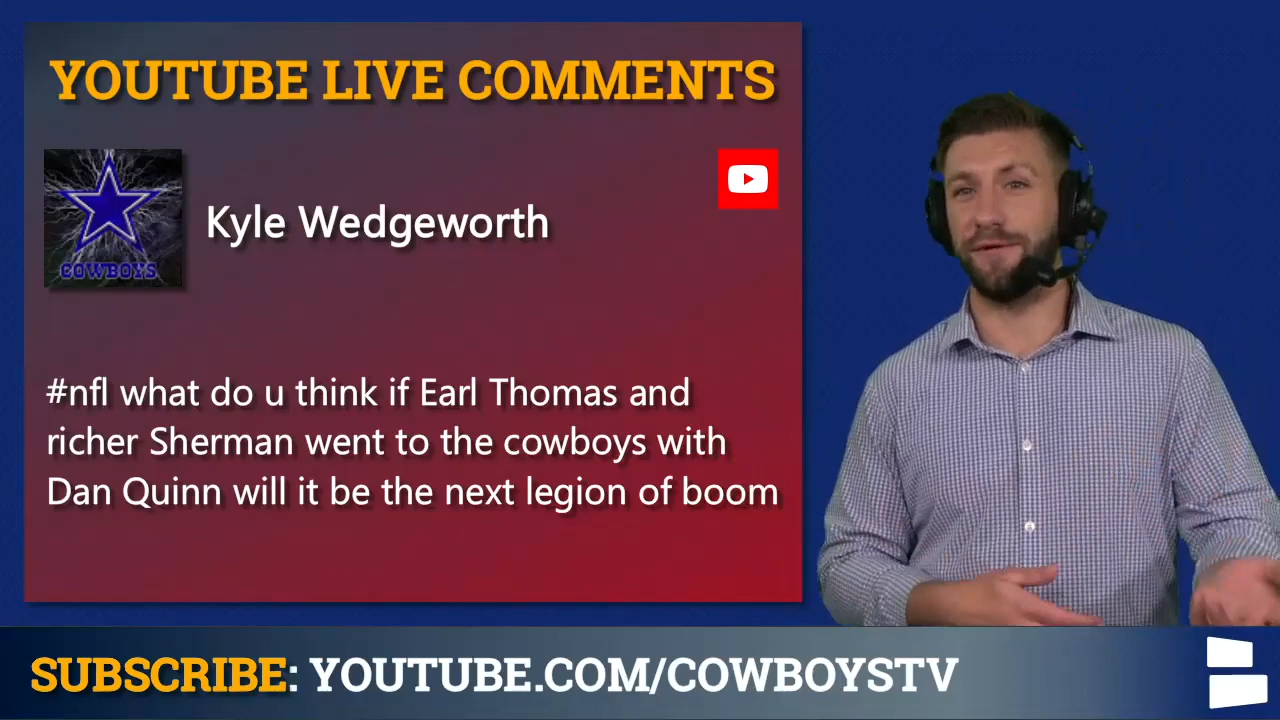 YOUTUBE LIVE COMMENTS
COWBOYS
Kyle Wedgeworth
#nfl what do u think if Earl Thomas and
richer Sherman went to the cowboys with
Dan Quinn will it be the next legion of boom
SUBSCRIBE: YOUTUBE.COM/COWBOYSTV